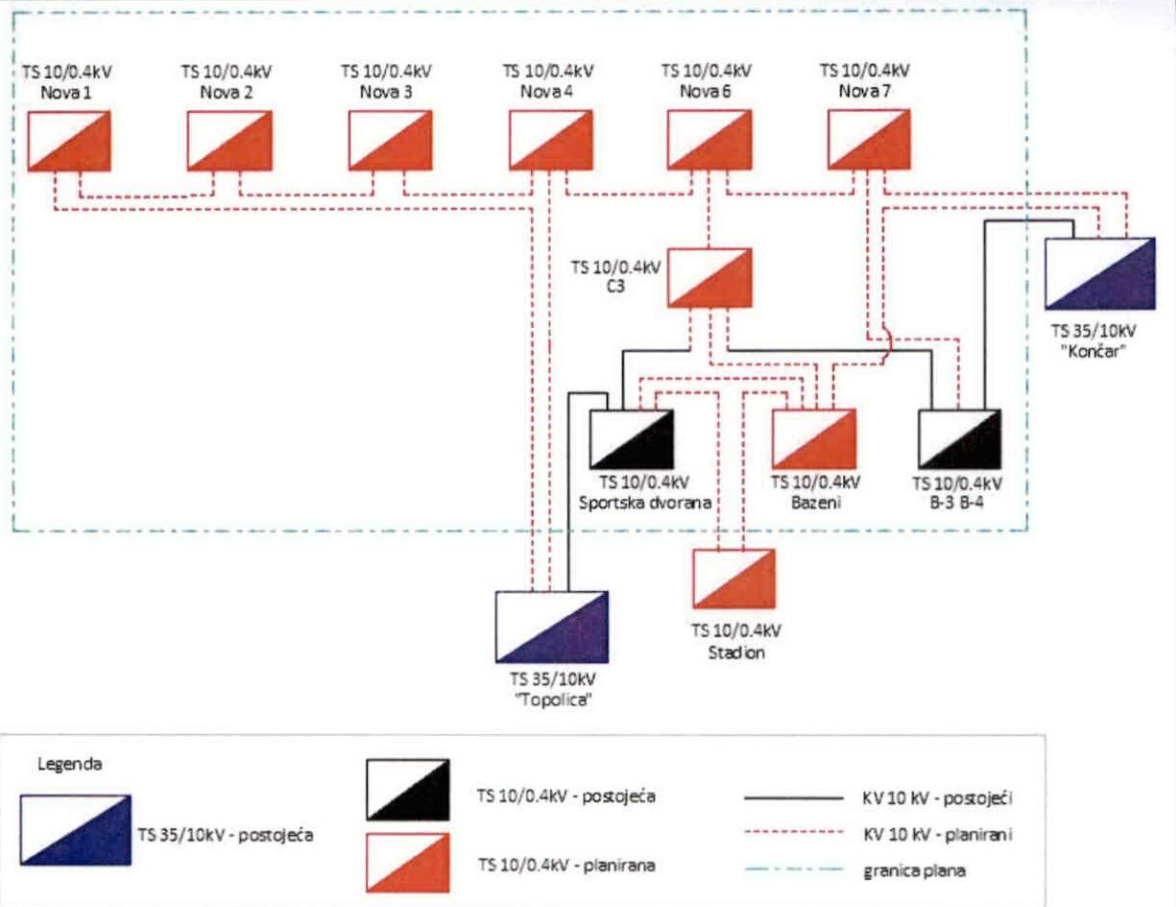 TS 10/0.4kV
Nova 1
TS 10/0.4kV
Nova 2
TS 10/0.4kV
Nova 3
TS 10/0.4kV
Nova 4
TS 10/0.4kV
Nova 6
TS 10/0.4kV
Nova 7
TS 10/0.4kV
C3
TS 35/10kV
"Končar"
TS 10/0.4kV
Sportska dvorana
TS 10/0.4kV
Bazeni
TS 10/0.4kV
B-3 B-4
TS 10/0.4kV
Stadion
TS 35/10kV
"Topolica"
Legenda
TS 35/10kV - postojeća
TS 10/0.4kV - postojeća
TS 10/0.4kV - planirana
KV 10 kV - postojeći
KV 10 kV - planirani
granica plana